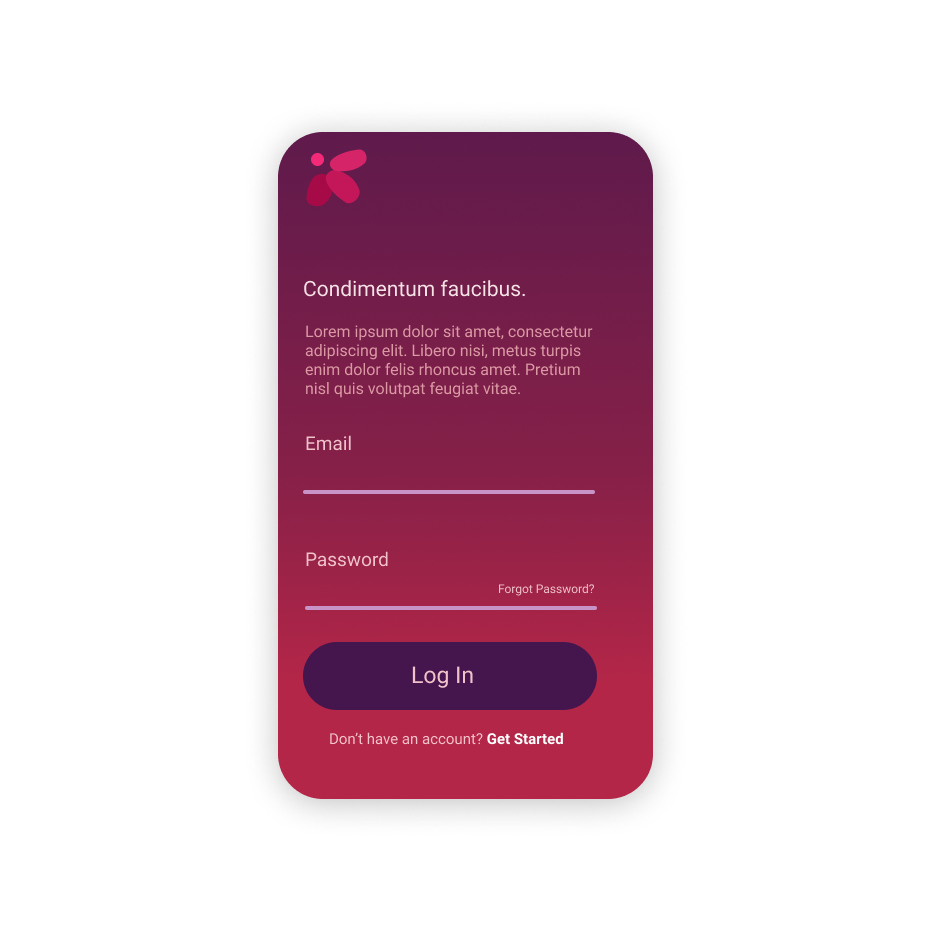 Condimentum faucibus.
Lorem ipsum dolor sit amet, consectetur
adipiscing elit. Libero nisi, metus turpis
enim dolor felis rhoncus amet. Pretium
nisl quis volutpat feugiat vitae.
Email
Password
Forgot Password?
Log In
Don’t have an account? Get Started